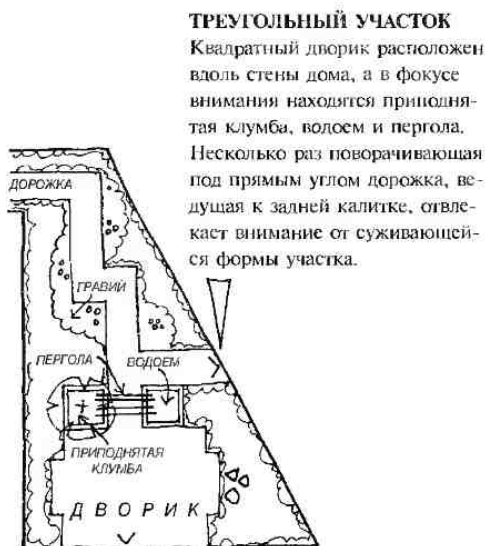 ТРЕУГОЛЬНЫЙ УЧАСТОК
Квадратный дворик расположен
вдоль стены дома, а в фокусе
внимания находятся приподня-
тая клумба, водоем и пергола.
Несколько раз поворачивающая
под прямым углом дорожка, ве-
дущая к задней калитке, отвле-
кает внимание от суживающей-
ся формы участка.
ДОРОЖКА
ГРАВИЙ
ПЕРГОЛА
ВОДОЕМ
ПРИПОДНЯТАЯ
КЛУМБА
ДВОРИК